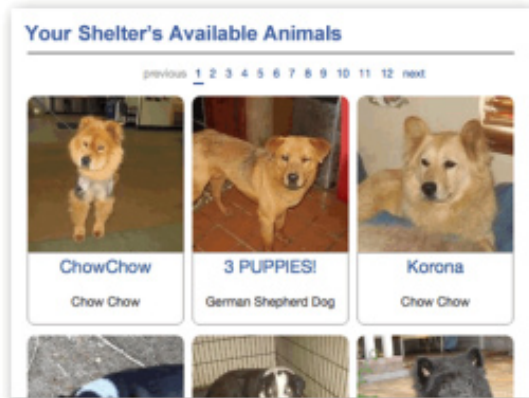 Your Shelter's Available Animals
previous 1 2 3 4 5 6 7 8 9 10 11 12 next
ChowChow 3 PUPPIES! Korona
Chow Chow German Shepherd Dog Chow Chow